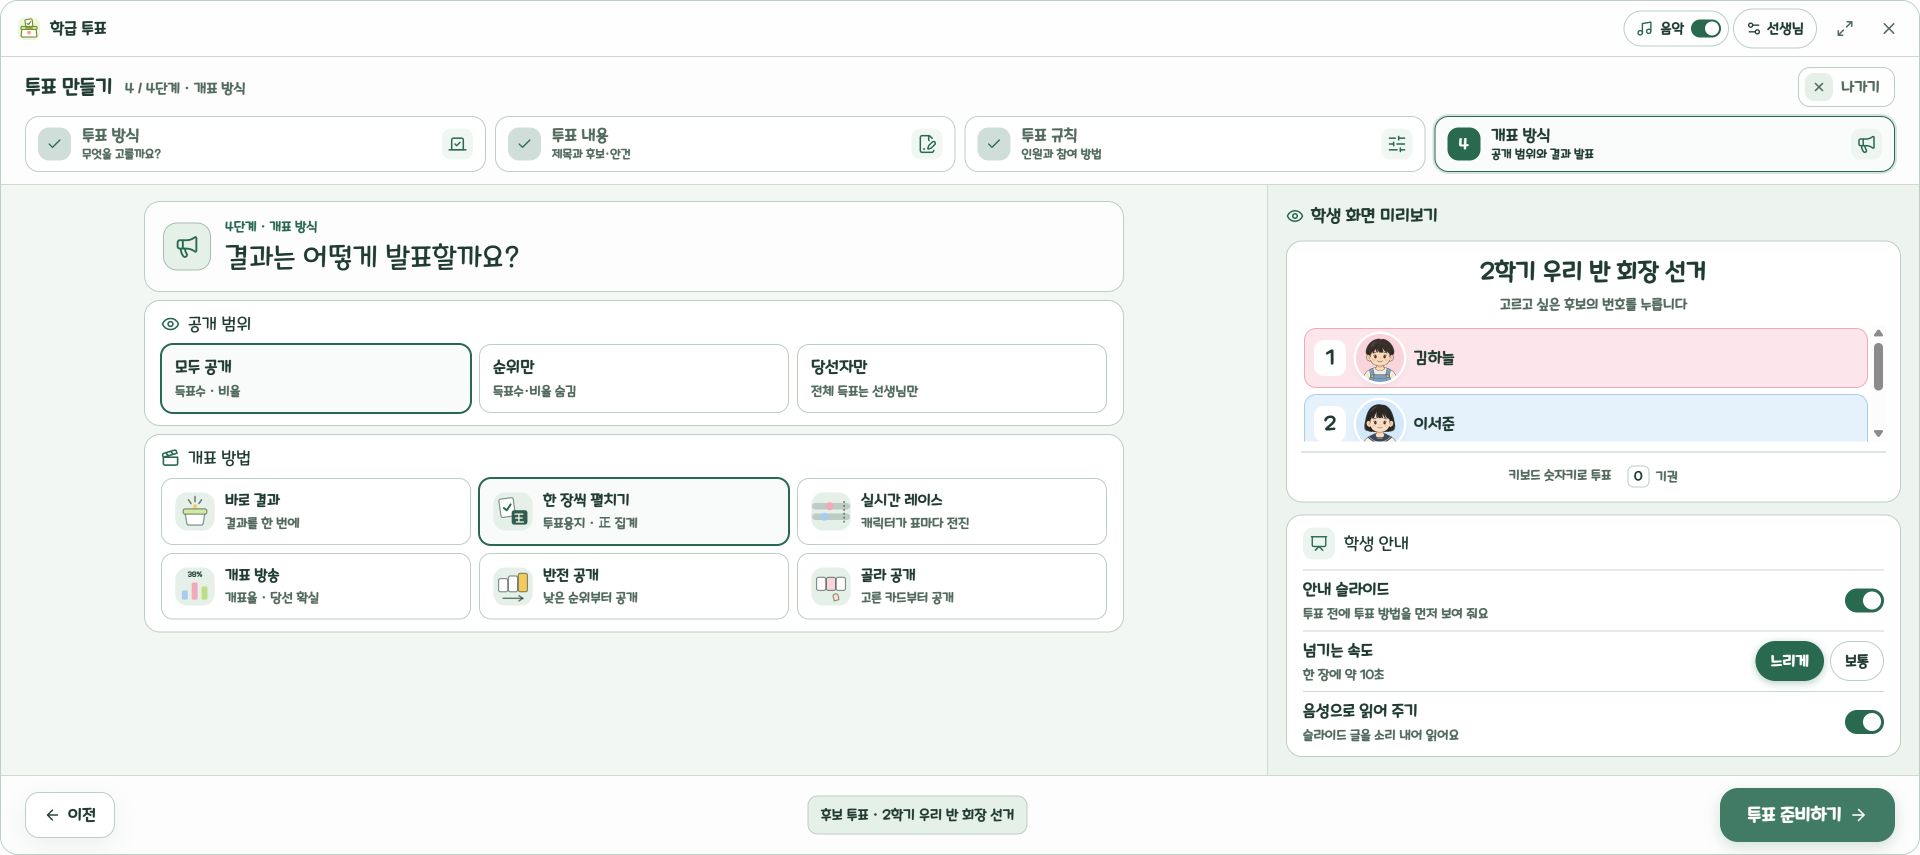 학급 투표
음악
선생님
투표 만들기
4 / 4단계 · 개표 방식
나가기
투표 방식
무엇을 고를까요?
투표 내용
제목과 후보·안건
투표 규칙
인원과 참여 방법
4
개표 방식
공개 범위와 결과 발표
4단계 · 개표 방식
결과는 어떻게 발표할까요?
공개 범위
모두 공개
득표수 · 비율
순위만
득표수·비율 숨김
당선자만
전체 득표는 선생님만
개표 방법
바로 결과
결과를 한 번에
한 장씩 펼치기
투표용지 · 正 집계
실시간 레이스
캐릭터가 표마다 전진
38%
개표 방송
개표율 · 당선 확실
반전 공개
낮은 순위부터 공개
골라 공개
고른 카드부터 공개
학생 화면 미리보기
2학기 우리 반 회장 선거
고르고 싶은 후보의 번호를 누릅니다
1 김하늘
2 이서준
키보드 숫자키로 투표 0 기권
학생 안내
안내 슬라이드
투표 전에 투표 방법을 먼저 보여 줘요
넘기는 속도
한 장에 약 10초
느리게
보통
음성으로 읽어 주기
슬라이드 글을 소리 내어 읽어요
이전
후보 투표 · 2학기 우리 반 회장 선거
투표 준비하기